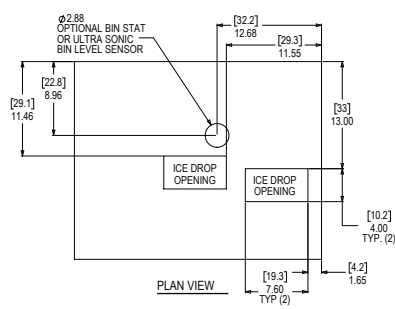 ⌀2.88
OPTIONAL BIN STAT
OR ULTRA SONIC
BIN LEVEL SENSOR
[32.2]
12.68
[29.3]
11.55
[22.8]
8.96
[29.1]
11.46
[33]
13.00
ICE DROP
OPENING
ICE DROP
OPENING
[10.2]
4.00
TYP. (2)
[19.3]
7.60
TYP (2)
[4.2]
1.65
PLAN VIEW